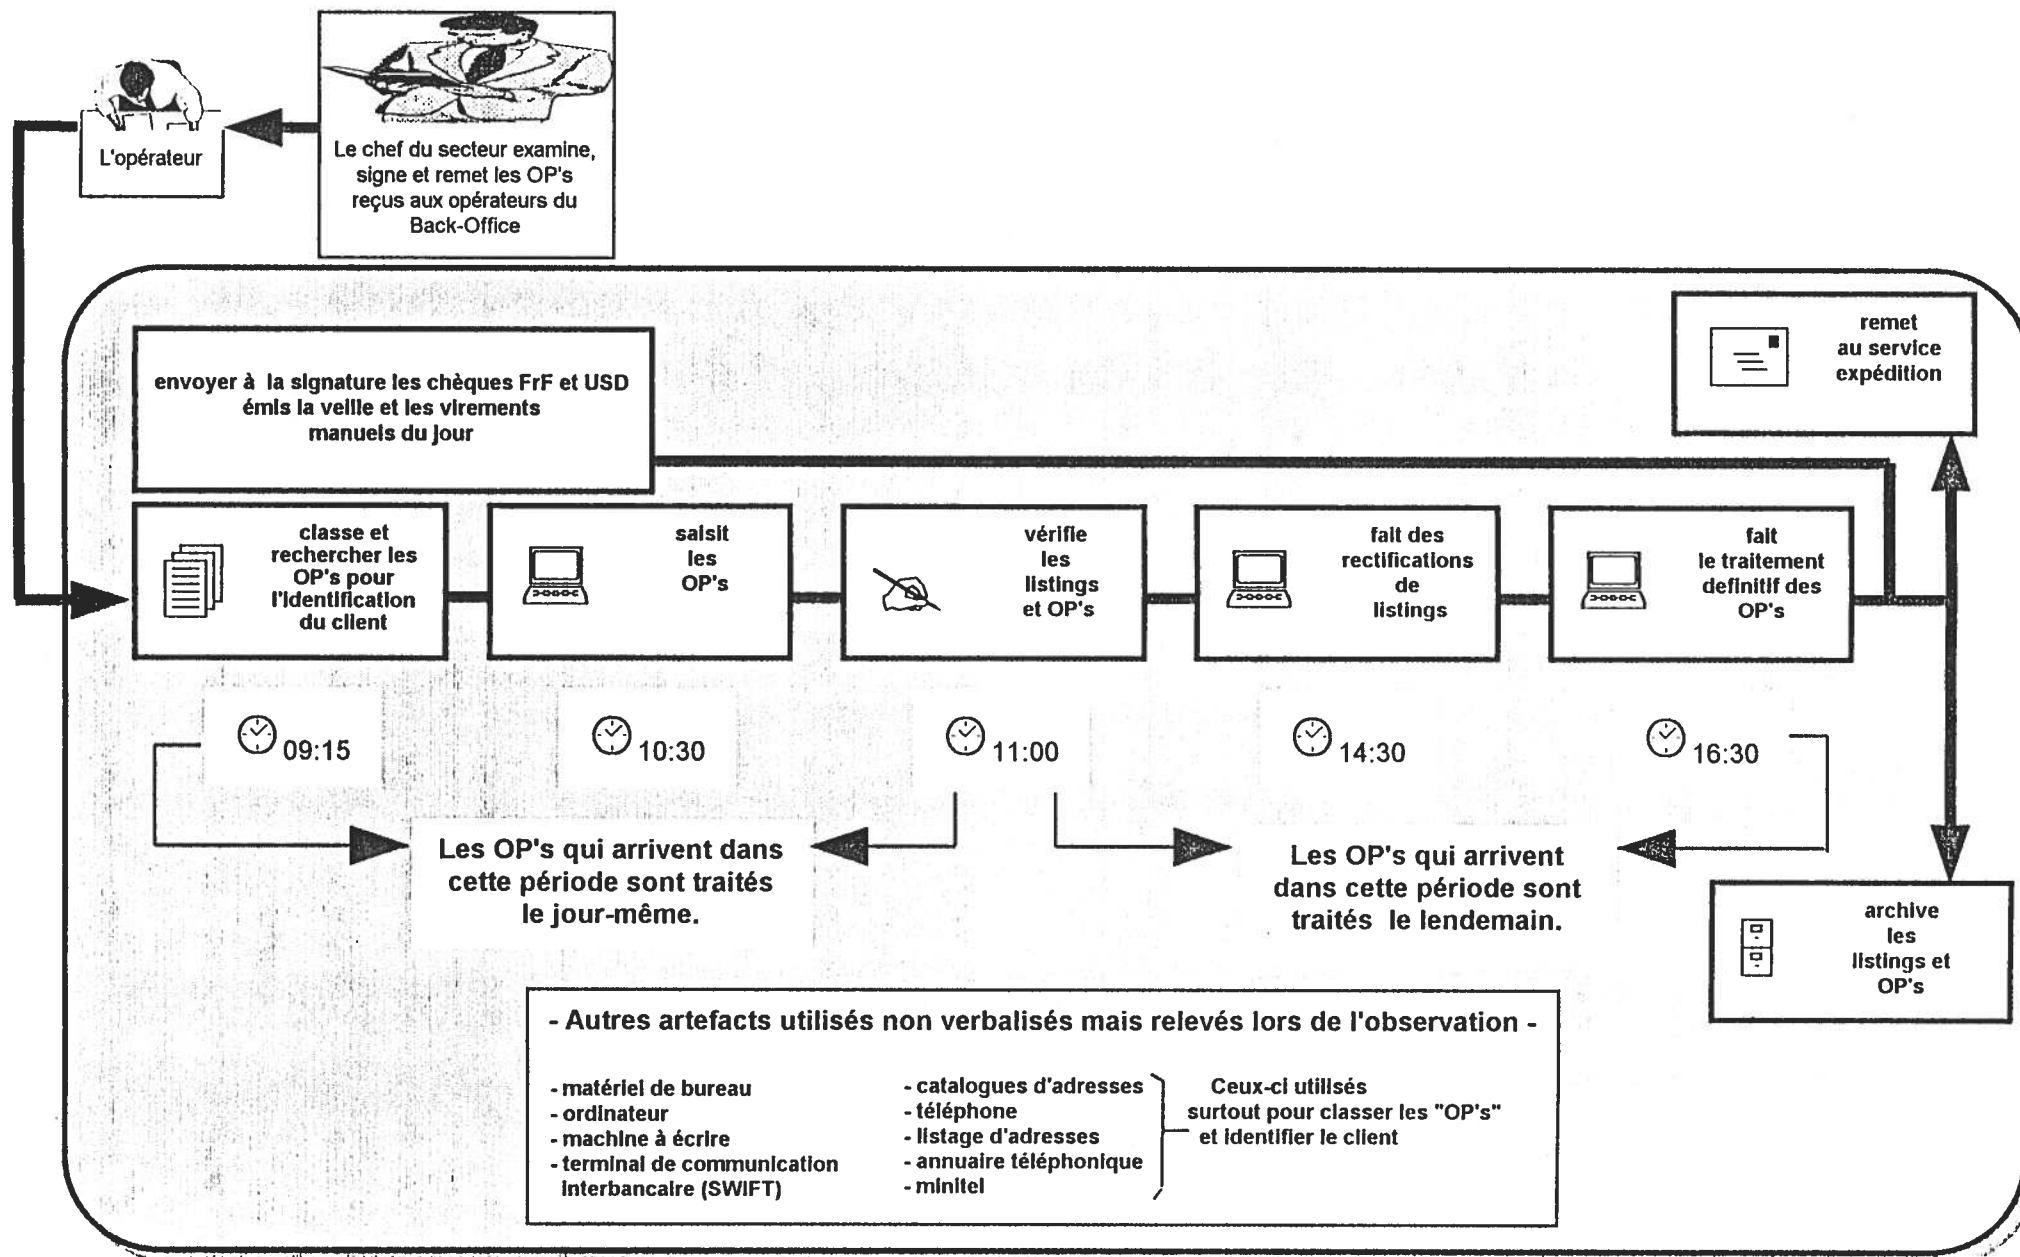 L'opérateur
Le chef du secteur examine,
signe et remet les OP's
reçus aux opérateurs du
Back-Office
remet
au service
expédition
envoyer à la signature les chèques FrF et USD
émis la veille et les virements
manuels du jour
classe et
rechercher les
OP's pour
l'identification
du client
saisit
les
OP's
vérifie
les
listings
et OP's
fait des
rectifications
de
listings
fait
le traitement
definitif des
OP's
09:15
10:30
11:00
14:30
16:30
Les OP's qui arrivent dans
cette période sont traités
le jour-même.
Les OP's qui arrivent
dans cette période sont
traités le lendemain.
archive
les
listings et
OP's
- Autres artefacts utilisés non verbalisés mais relevés lors de l'observation -
- matériel de bureau
- ordinateur
- machine à écrire
- terminal de communication
interbancaire (SWIFT)
- catalogues d'adresses
- téléphone
- listage d'adresses
- annuaire téléphonique
- minitel
Ceux-ci utilisés
surtout pour classer les "OP's"
et identifier le client